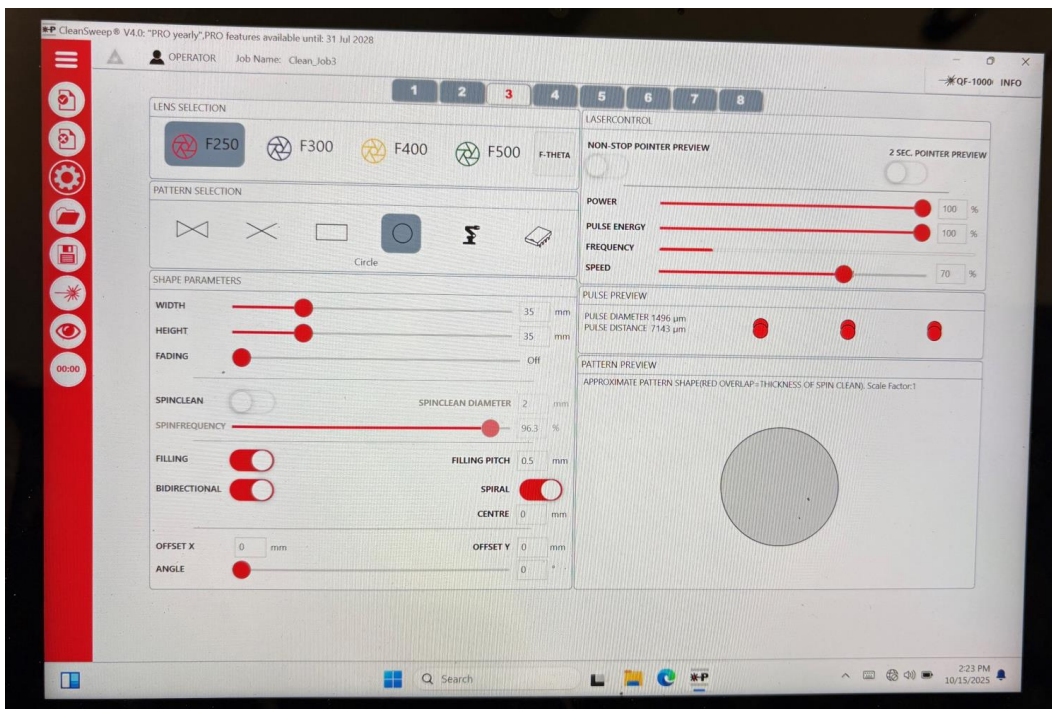 CleanSweep® V4.0: "PRO yearly",PRO features available until: 31 Jul 2028
OPERATOR Job Name: Clean_Job3
QF-1000 INFO
1 2 3 4 5 6 7 8
LENS SELECTION
F250 F300 F400 F500 F-THETA
PATTERN SELECTION
Circle
SHAPE PARAMETERS
WIDTH 35 mm
HEIGHT 35 mm
FADING Off
SPINCLEAN SPINCLEAN DIAMETER 2 mm
SPINFREQUENCY 96.3 %
FILLING FILLING PITCH 0.5 mm
BIDIRECTIONAL SPIRAL
CENTRE 0 mm
OFFSET X 0 mm OFFSET Y 0 mm
ANGLE 0 °
LASERCONTROL
NON-STOP POINTER PREVIEW 2 SEC. POINTER PREVIEW
POWER 100 %
PULSE ENERGY 100 %
FREQUENCY
SPEED 70 %
PULSE PREVIEW
PULSE DIAMETER 1496 µm
PULSE DISTANCE 7143 µm
PATTERN PREVIEW
APPROXIMATE PATTERN SHAPE(RED OVERLAP=THICKNESS OF SPIN CLEAN). Scale Factor:1
00:00
Search
P
2:23 PM
10/15/2025